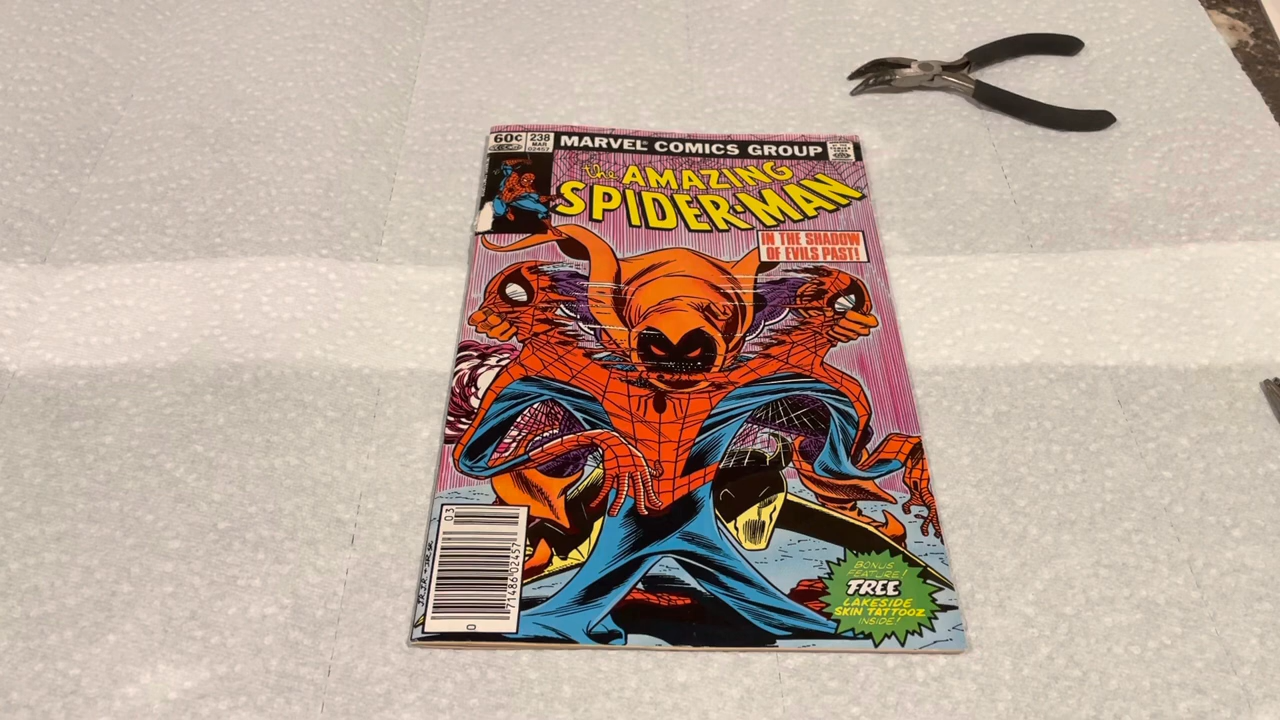 60¢
238
MAR
02457
MARVEL® COMICS GROUP
the AMAZING
SPIDER-MAN
IN THE SHADOW
OF EVILS PAST!
03
71486 02457
0
BONUS
FEATURE!
FREE
LAKESIDE
SKIN TATTOOZ
INSIDE!